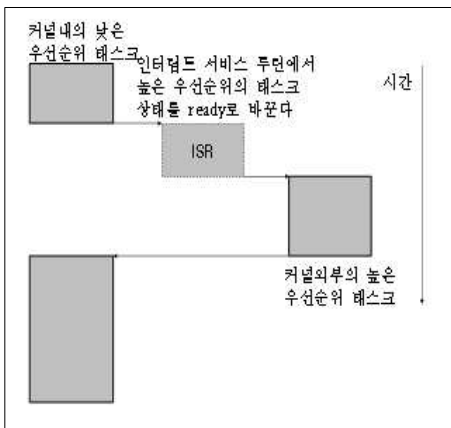 커널내의 낮은
우선순위 태스크
인터럽트 서비스 루틴에서
높은 우선순위의 태스크
상태를 ready로 바꾼다
시간
ISR
커널외부의 높은
우선순위 태스크